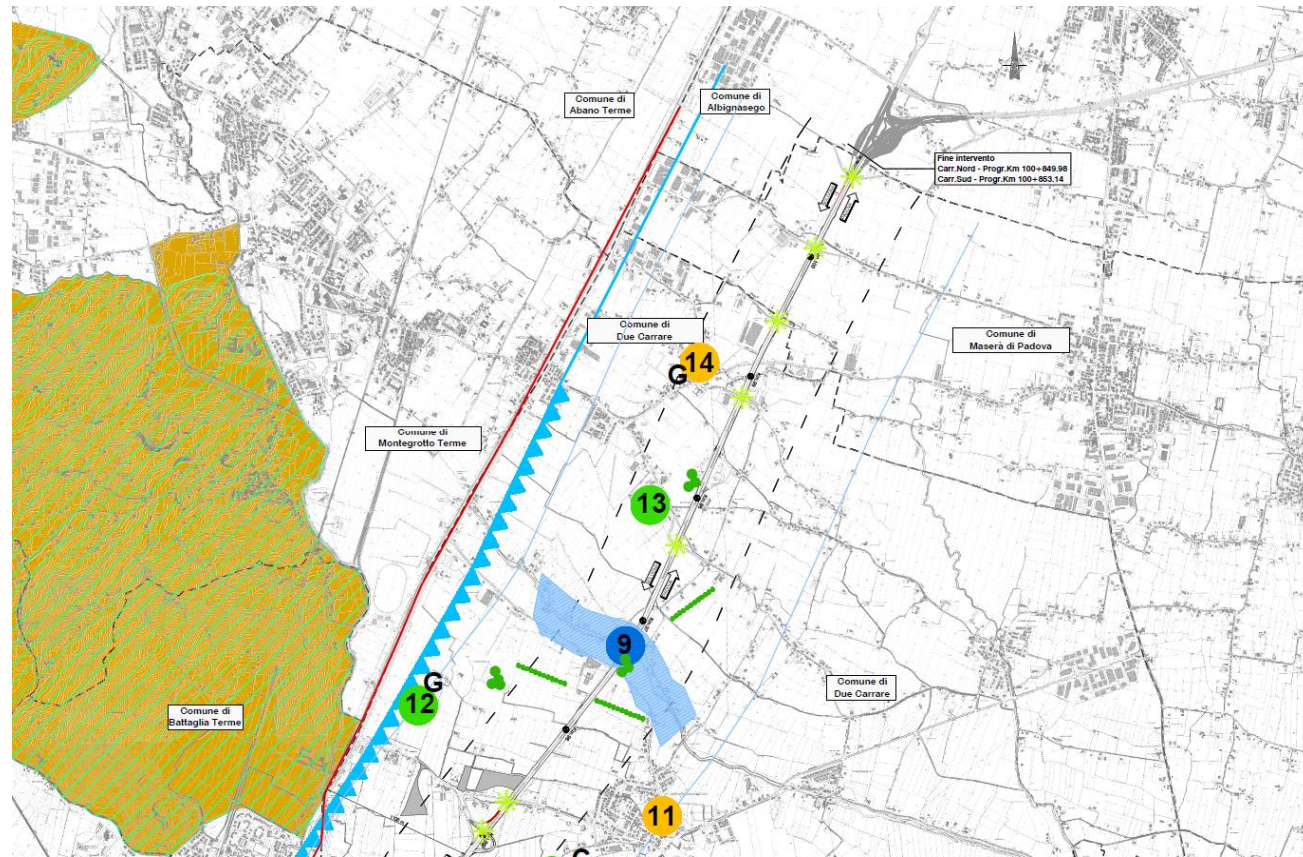 Comune di
Abano Terme
Comune di
Albignasego
Fine intervento
Carr.Nord - Progr.Km 100+849.98
Carr.Sud - Progr.Km 100+853.14
Comune di
Due Carrare
Comune di
Maserà di Padova
14
G
Comune di
Montegrotto Terme
13
9
G
12
Comune di
Due Carrare
Comune di
Battaglia Terme
11
G